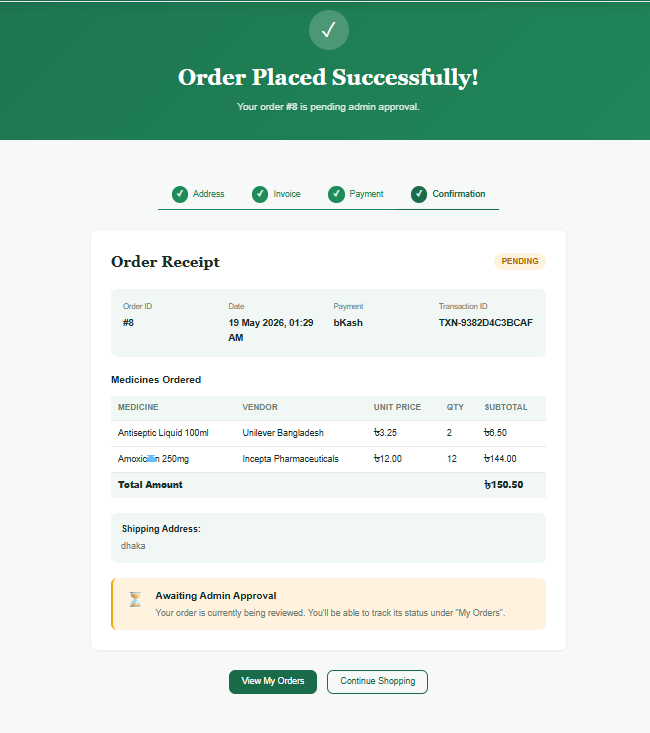 ✓
Order Placed Successfully!
Your order #8 is pending admin approval.
✓ Address ✓ Invoice ✓ Payment ✓ Confirmation
Order Receipt PENDING
Order ID Date Payment Transaction ID
#8 19 May 2026, 01:29 AM bKash TXN-9382D4C3BCAF
Medicines Ordered
MEDICINE VENDOR UNIT PRICE QTY SUBTOTAL
Antiseptic Liquid 100ml Unilever Bangladesh ৳3.25 2 ৳6.50
Amoxicillin 250mg Incepta Pharmaceuticals ৳12.00 12 ৳144.00
Total Amount ৳150.50
Shipping Address:
dhaka
Awaiting Admin Approval
Your order is currently being reviewed. You'll be able to track its status under "My Orders".
View My Orders Continue Shopping